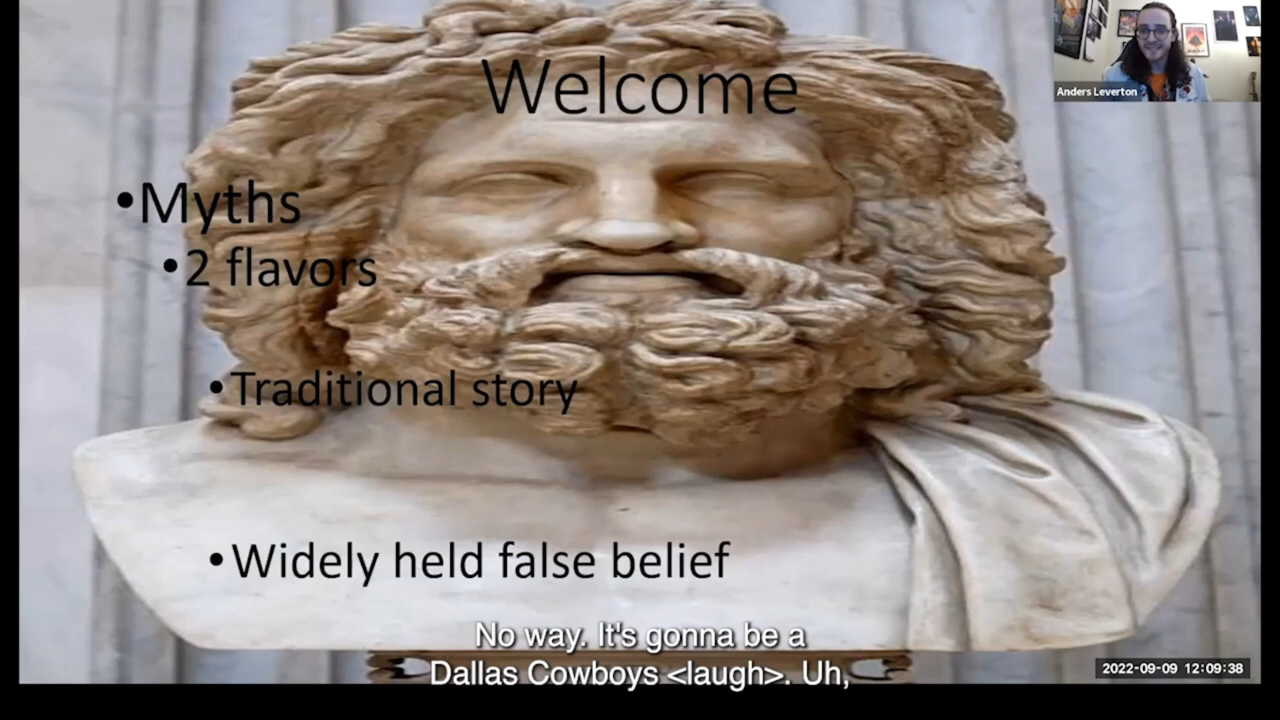 Welcome
Anders Leverton
•Myths
•2 flavors
•Traditional story
•Widely held false belief
No way. It's gonna be a
Dallas Cowboys <laugh>. Uh,
2022-09-09 12:09:38